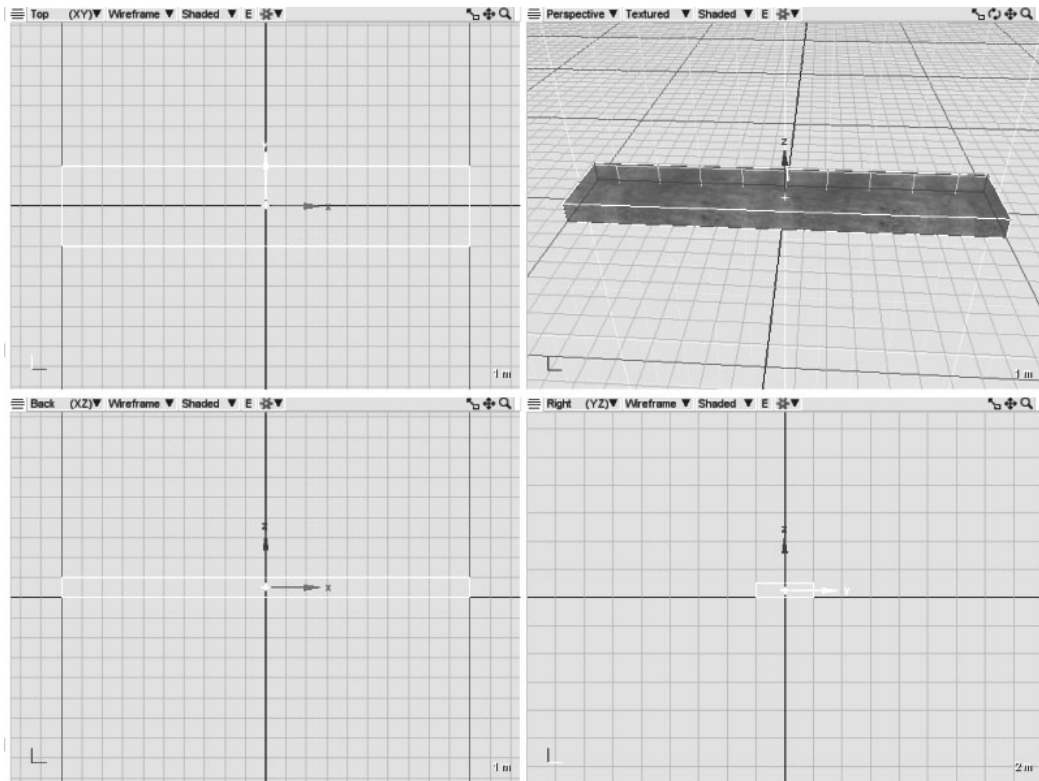 Top (XY)▼ Wireframe ▼ Shaded ▼ E ▼
x
1 m
Perspective ▼ Textured ▼ Shaded ▼ E ▼
z
1 m
Back (XZ)▼ Wireframe ▼ Shaded ▼ E ▼
z
x
1 m
Right (YZ) ▼ Wireframe ▼ Shaded ▼ E ▼
z
y
2 m